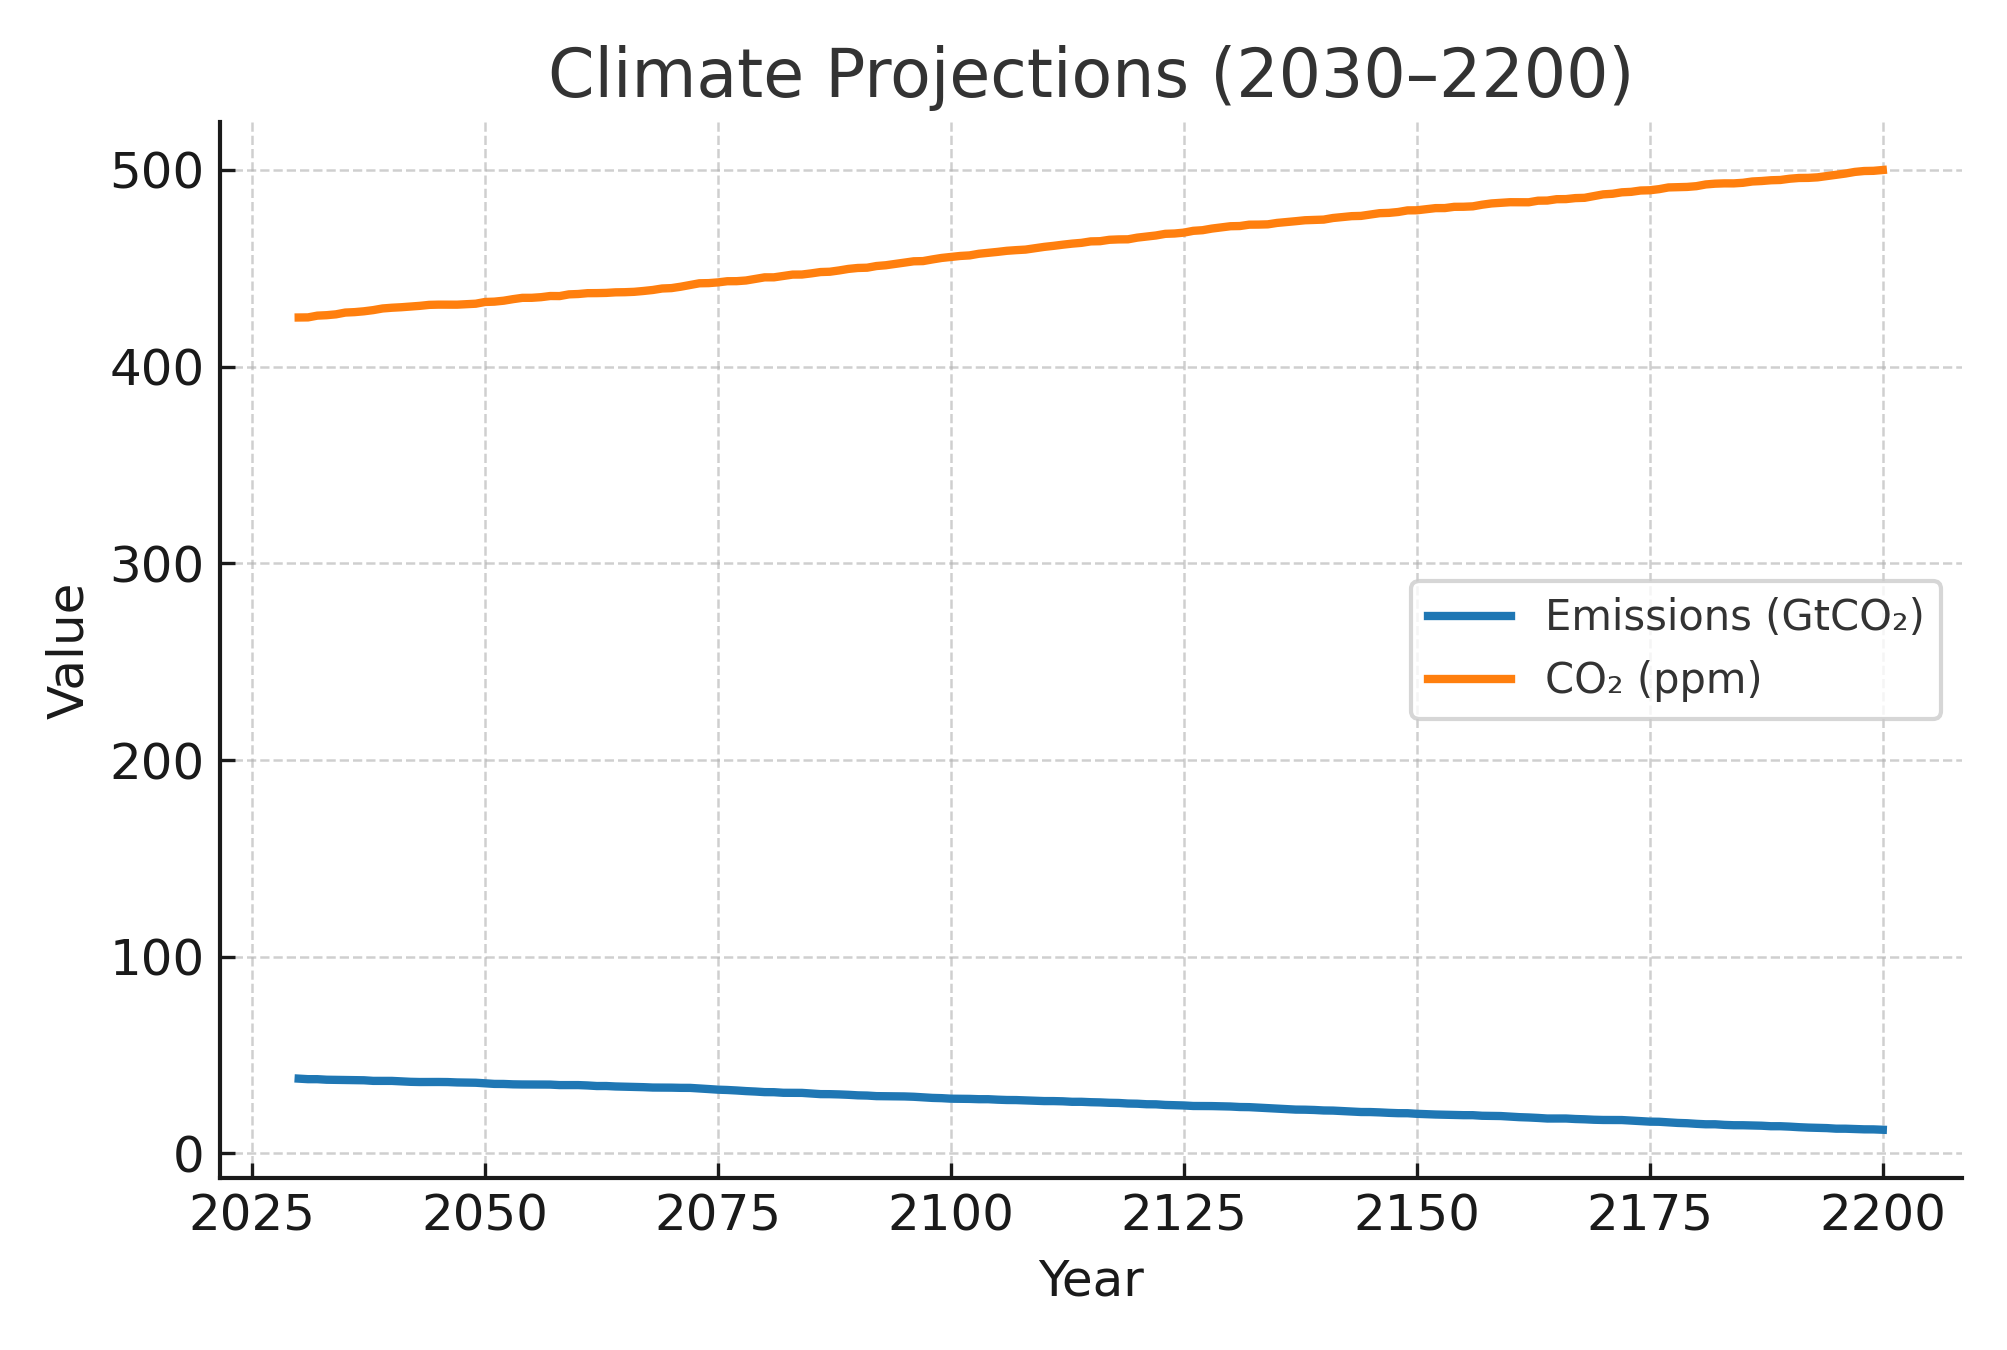 Climate Projections (2030–2200)
500
400
300
200
100
0
Value
Emissions (GtCO₂)
CO₂ (ppm)
2025 2050 2075 2100 2125 2150 2175 2200
Year